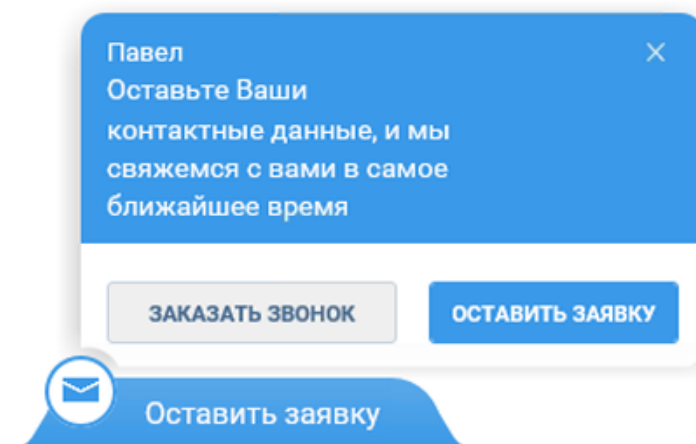 Павел
Оставьте Ваши
контактные данные, и мы
свяжемся с вами в самое
ближайшее время
ЗАКАЗАТЬ ЗВОНОК
ОСТАВИТЬ ЗАЯВКУ
Оставить заявку